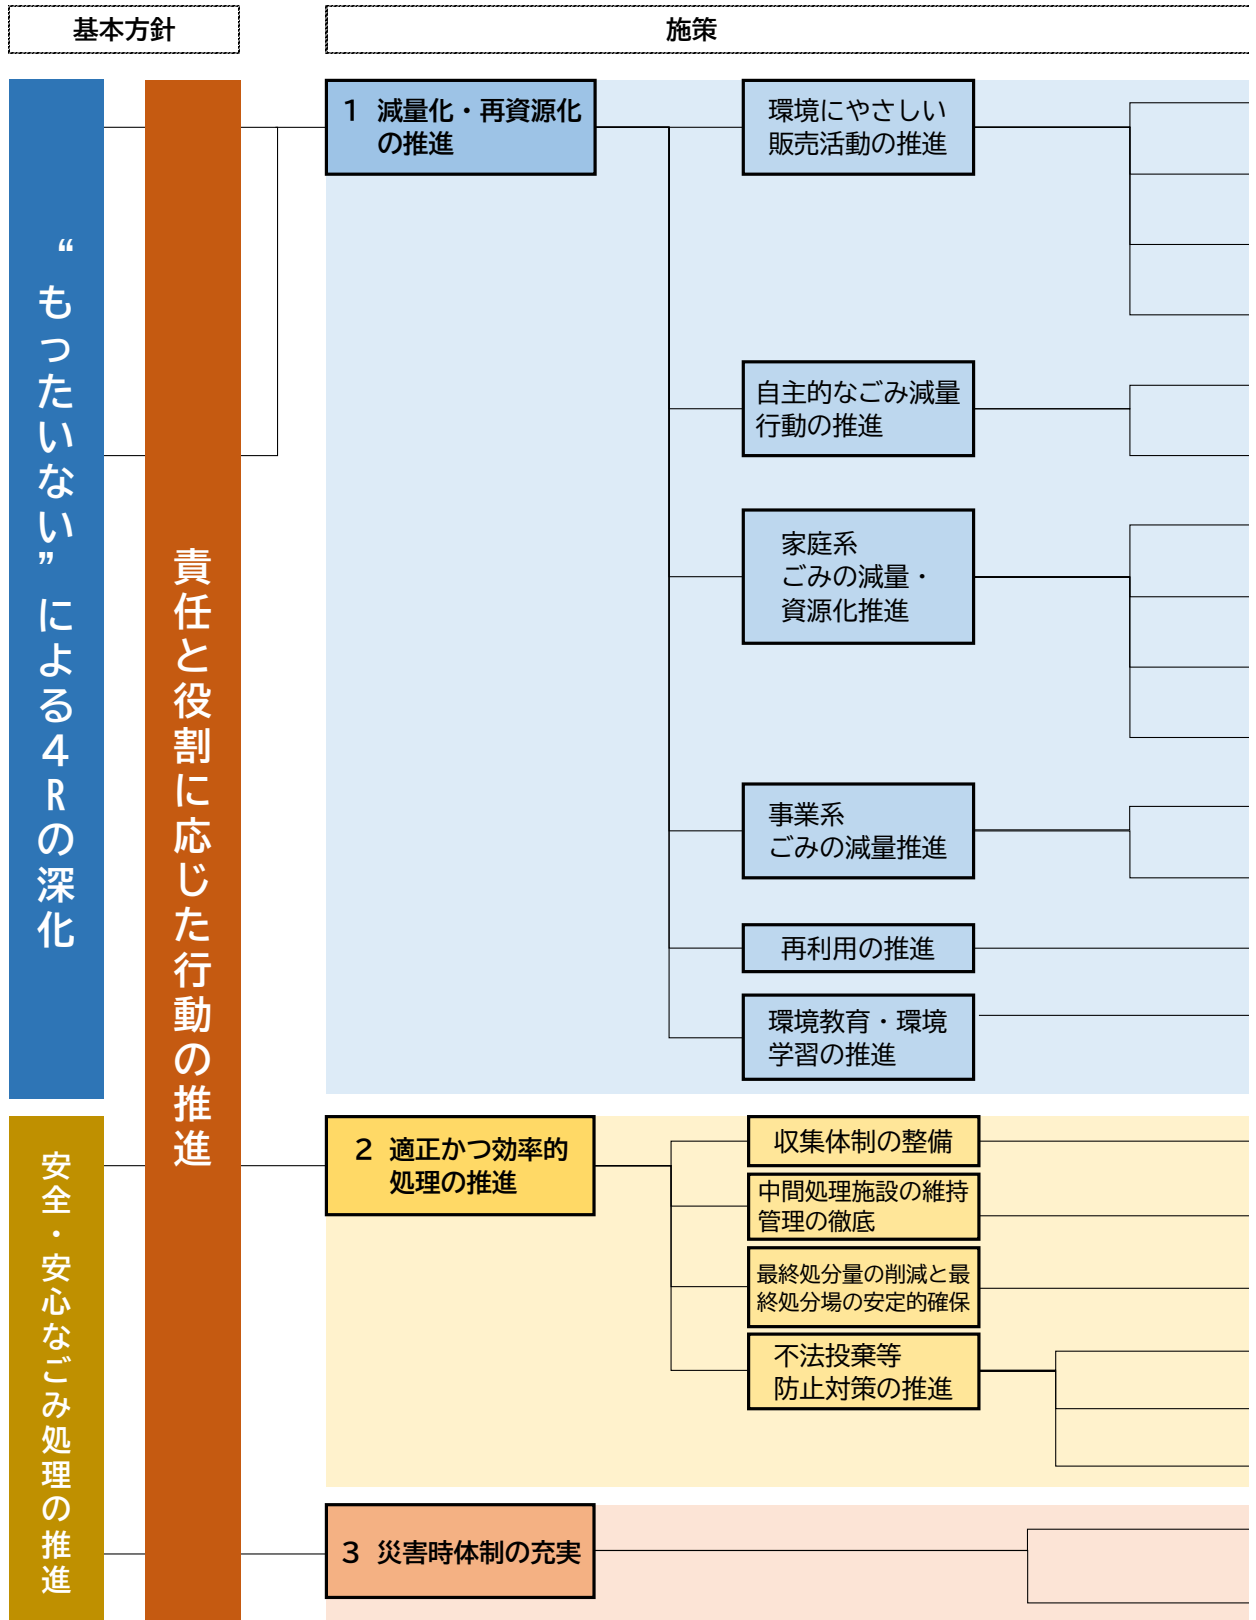 基本方針
施策
“もったいない”による4Rの深化
責任と役割に応じた行動の推進
安全・安心なごみ処理の推進
1 減量化・再資源化
の推進
環境にやさしい
販売活動の推進
自主的なごみ減量
行動の推進
家庭系
ごみの減量・
資源化推進
事業系
ごみの減量推進
再利用の推進
環境教育・環境
学習の推進
2 適正かつ効率的
処理の推進
収集体制の整備
中間処理施設の維持
管理の徹底
最終処分量の削減と最
終処分場の安定的確保
不法投棄等
防止対策の推進
3 災害時体制の充実